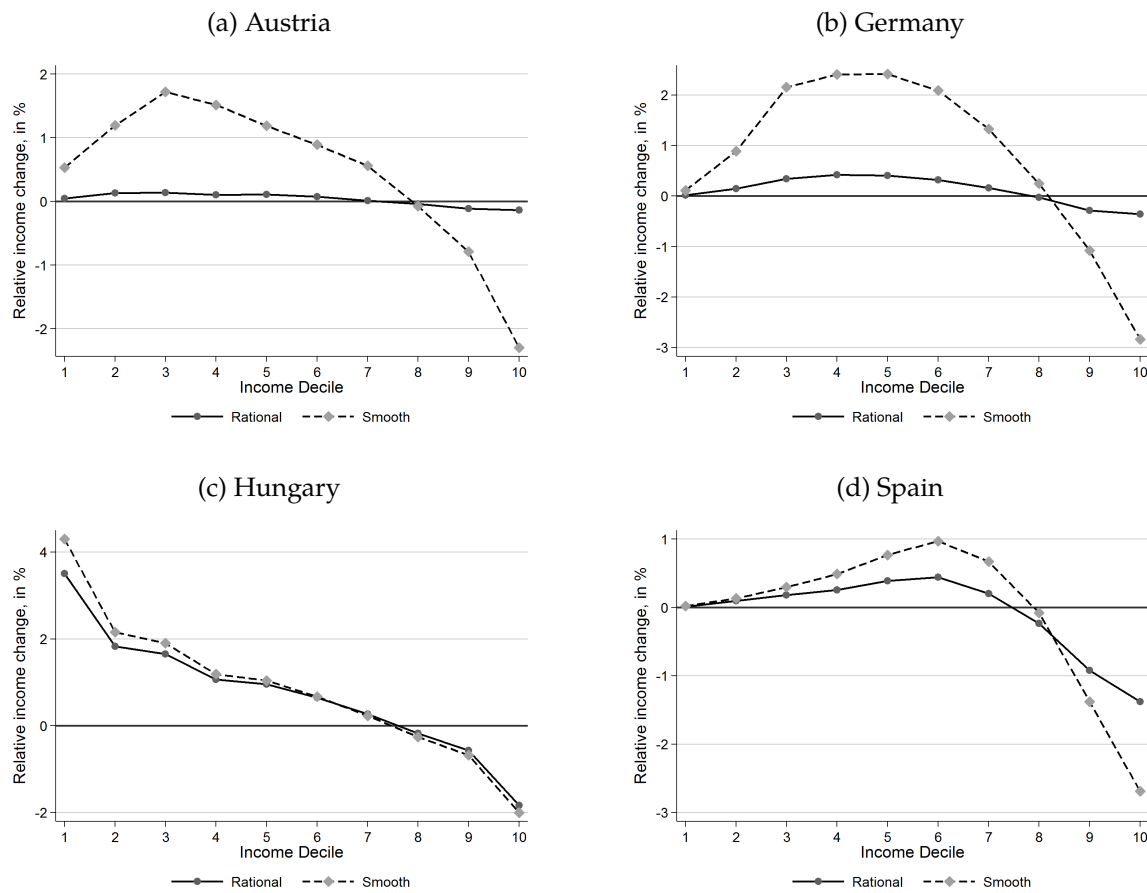 (a) Austria
Relative income change, in %
2
1
0
-1
-2
1 2 3 4 5 6 7 8 9 10
Income Decile
Rational Smooth
(b) Germany
Relative income change, in %
2
1
0
-1
-2
-3
1 2 3 4 5 6 7 8 9 10
Income Decile
Rational Smooth
(c) Hungary
Relative income change, in %
4
2
0
-2
1 2 3 4 5 6 7 8 9 10
Income Decile
Rational Smooth
(d) Spain
Relative income change, in %
1
0
-1
-2
-3
1 2 3 4 5 6 7 8 9 10
Income Decile
Rational Smooth